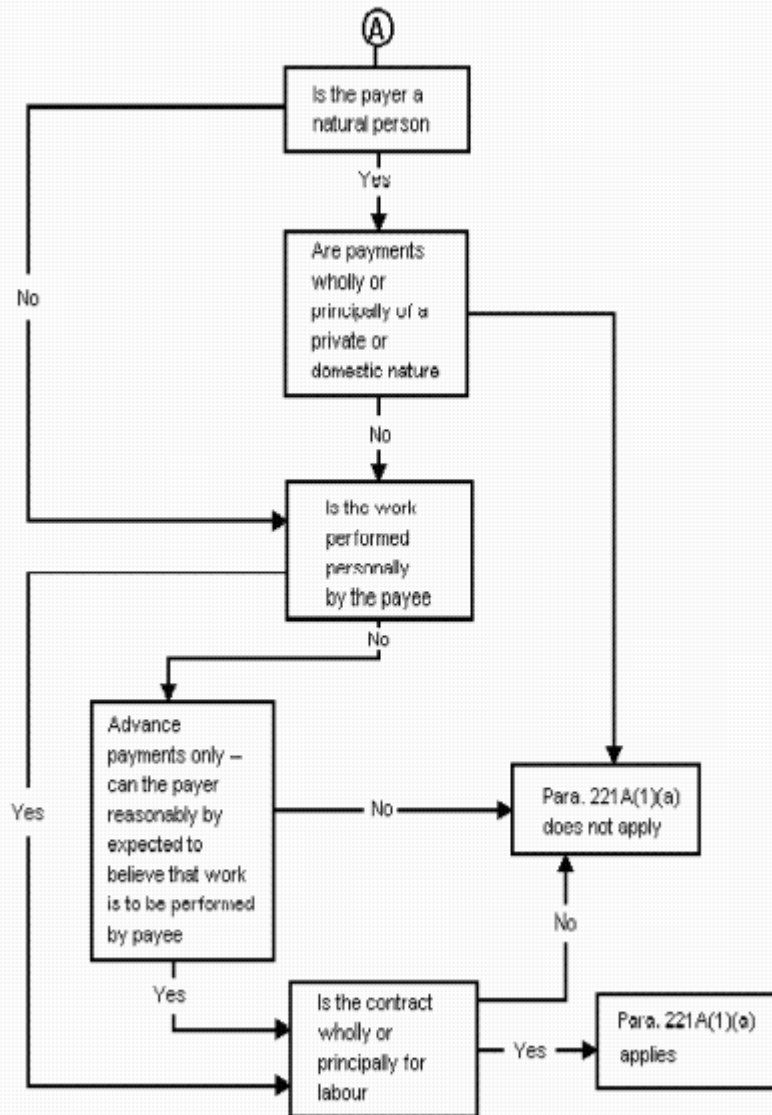 A
Is the payer a
natural person
Yes
Are payments
wholly or
principally of a
private or
domestic nature
No
No
Is the work
performed
personally
by the payee
No
Advance
payments only –
can the payer
reasonably by
expected to
believe that work
is to be performed
by payee
No
Para. 221A(1)(a)
does not apply
Yes
No
Yes
Is the contract
wholly or
principally for
labour
Yes
Para. 221A(1)(a)
applies